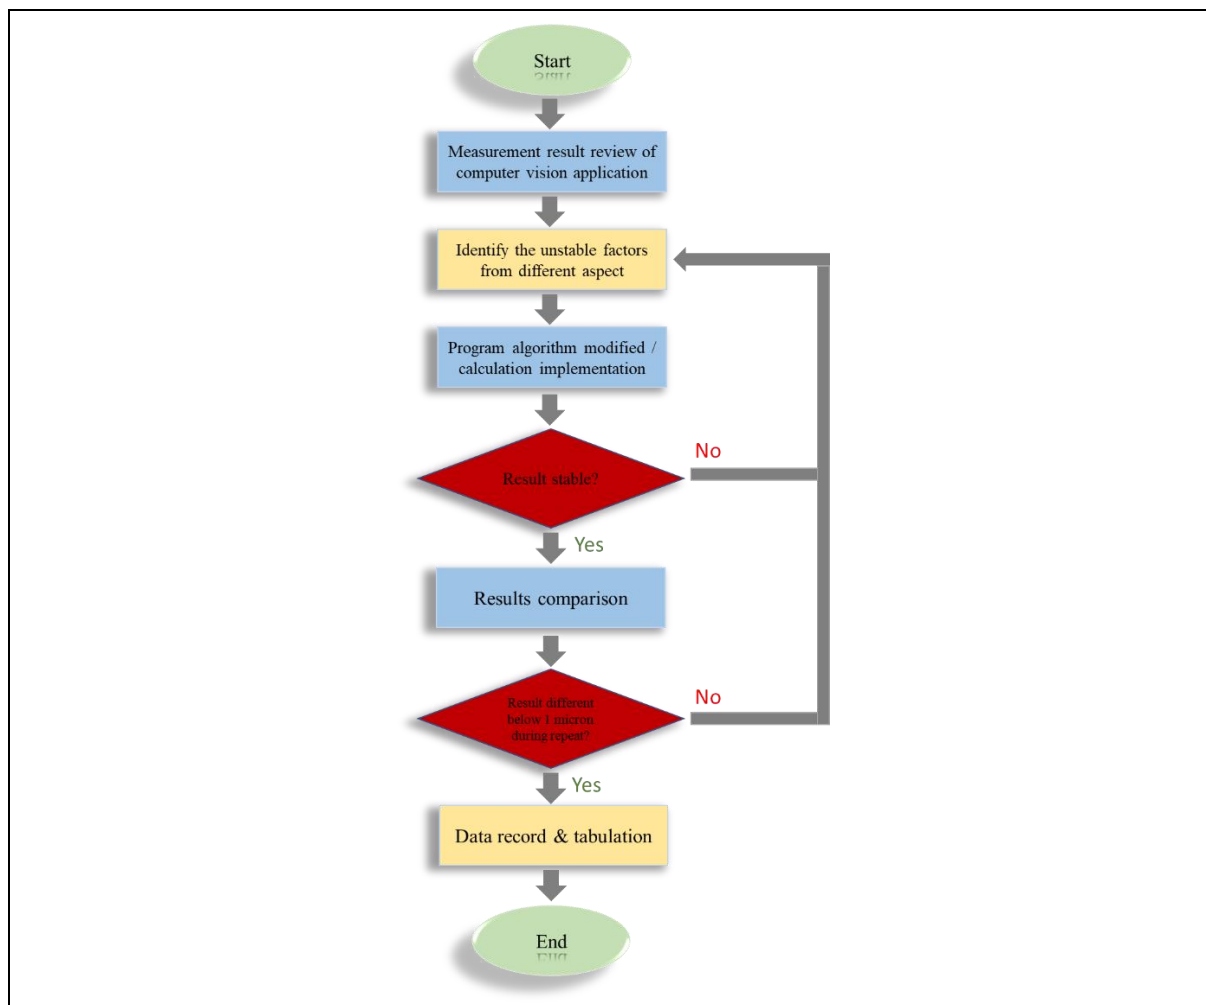 Start
Measurement result review of
computer vision application
Identify the unstable factors
from different aspect
Program algorithm modified /
calculation implementation
Result stable?
No
Yes
Results comparison
Result different
below 1 micron
during repeat?
No
Yes
Data record & tabulation
End